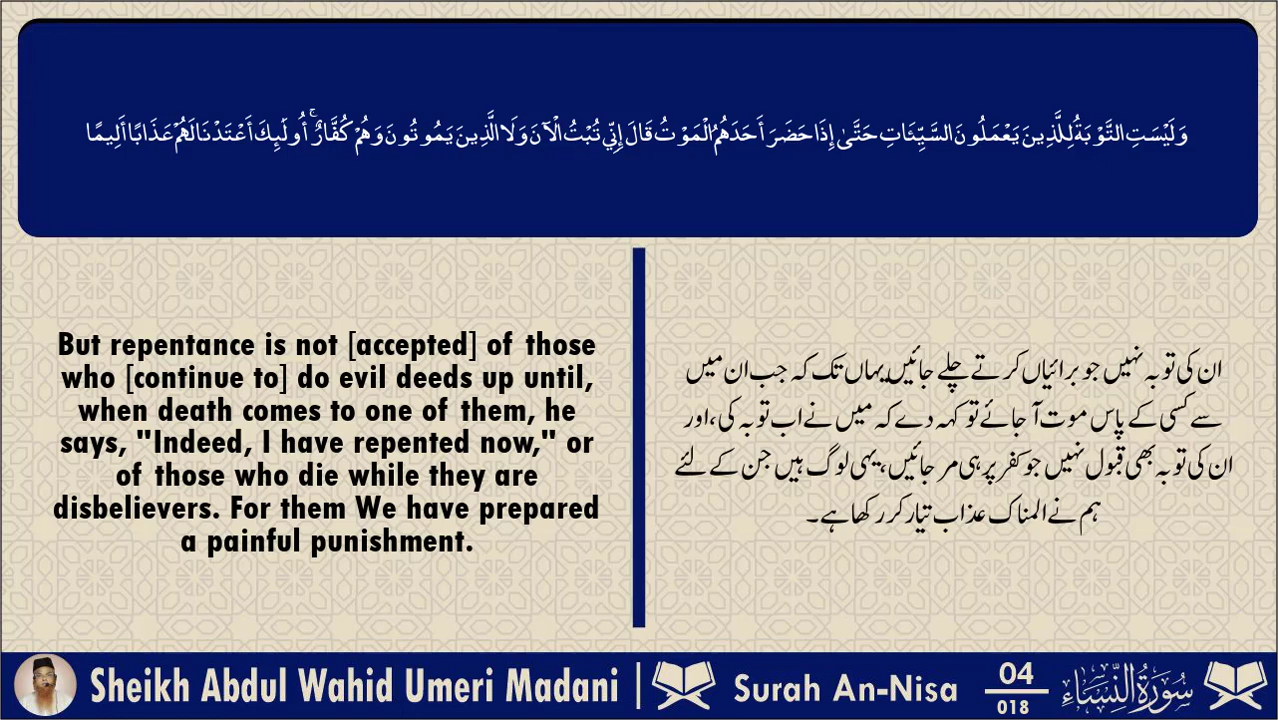 وَلَيْسَتِ التَّوْبَةُ لِلَّذِينَ يَعْمَلُونَ السَّيِّئَاتِ حَتَّىٰ إِذَا حَضَرَ أَحَدَهُمُ الْمَوْتُ قَالَ إِنِّي تُبْتُ الْآنَ وَلَا الَّذِينَ يَمُوتُونَ وَهُمْ كُفَّارٌ ۚ أُولَٰئِكَ أَعْتَدْنَا لَهُمْ عَذَابًا أَلِيمًا
But repentance is not [accepted] of those
who [continue to] do evil deeds up until,
when death comes to one of them, he
says, "Indeed, I have repented now," or
of those who die while they are
disbelievers. For them We have prepared
a painful punishment.
ان کی توبہ نہیں جو برائیاں کرتے چلے جائیں یہاں تک کہ جب ان میں
سے کسی کے پاس موت آ جائے تو کہہ دے کہ میں نے اب توبہ کی، اور
ان کی توبہ بھی قبول نہیں جو کفر پر ہی مر جائیں، یہی لوگ ہیں جن کے لئے
ہم نے المناک عذاب تیار کر رکھا ہے۔
Sheikh Abdul Wahid Umeri Madani |
Surah An-Nisa
04
018
سُورَةُ النِّسَاء